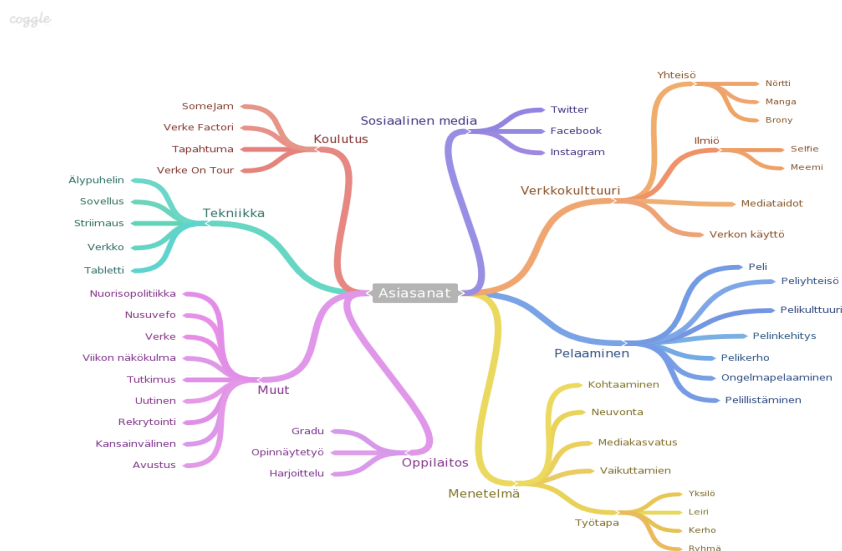 coggle
Asiasanat
Koulutus
SomeJam
Verke Factori
Tapahtuma
Verke On Tour
Tekniikka
Älypuhelin
Sovellus
Striimaus
Verkko
Tabletti
Muut
Nuorisopolitiikka
Nusuvefo
Verke
Viikon näkökulma
Tutkimus
Uutinen
Rekrytointi
Kansainvälinen
Avustus
Oppilaitos
Gradu
Opinnäytetyö
Harjoittelu
Sosiaalinen media
Twitter
Facebook
Instagram
Verkkokulttuuri
Yhteisö
Nörtti
Manga
Brony
Ilmiö
Selfie
Meemi
Mediataidot
Verkon käyttö
Pelaaminen
Peli
Peliyhteisö
Pelikulttuuri
Pelinkehitys
Pelikerho
Ongelmapelaaminen
Pelillistäminen
Menetelmä
Kohtaaminen
Neuvonta
Mediakasvatus
Vaikuttamien
Työtapa
Yksilö
Leiri
Kerho
Ryhmä